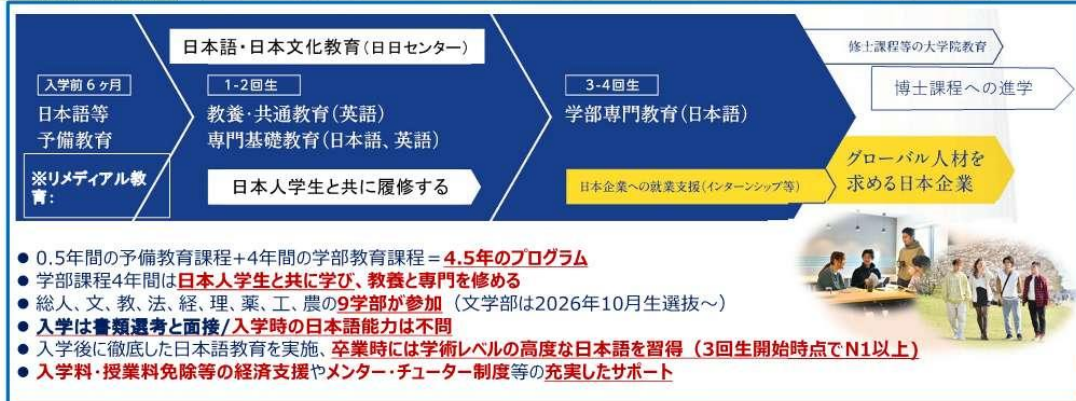 日本語・日本文化教育（日日センター）
修士課程等の大学院教育
入学前6ヶ月
1-2回生
3-4回生
博士課程への進学
日本語等
予備教育
教養・共通教育（英語）
専門基礎教育（日本語、英語）
学部専門教育（日本語）
※リメディアル教
育:
日本人学生と共に履修する
日本企業への就業支援（インターンシップ等）
グローバル人材を
求める日本企業
● 0.5年間の予備教育課程+4年間の学部教育課程＝4.5年のプログラム
● 学部課程4年間は日本人学生と共に学び、教養と専門を修める
● 総人、文、教、法、経、理、薬、工、農の9学部が参加（文学部は2026年10月生選抜～）
● 入学は書類選考と面接/入学時の日本語能力は不問
● 入学後に徹底した日本語教育を実施、卒業時には学術レベルの高度な日本語を習得（3回生開始時点でN1以上）
● 入学料・授業料免除等の経済支援やメンター・チューター制度等の充実したサポート